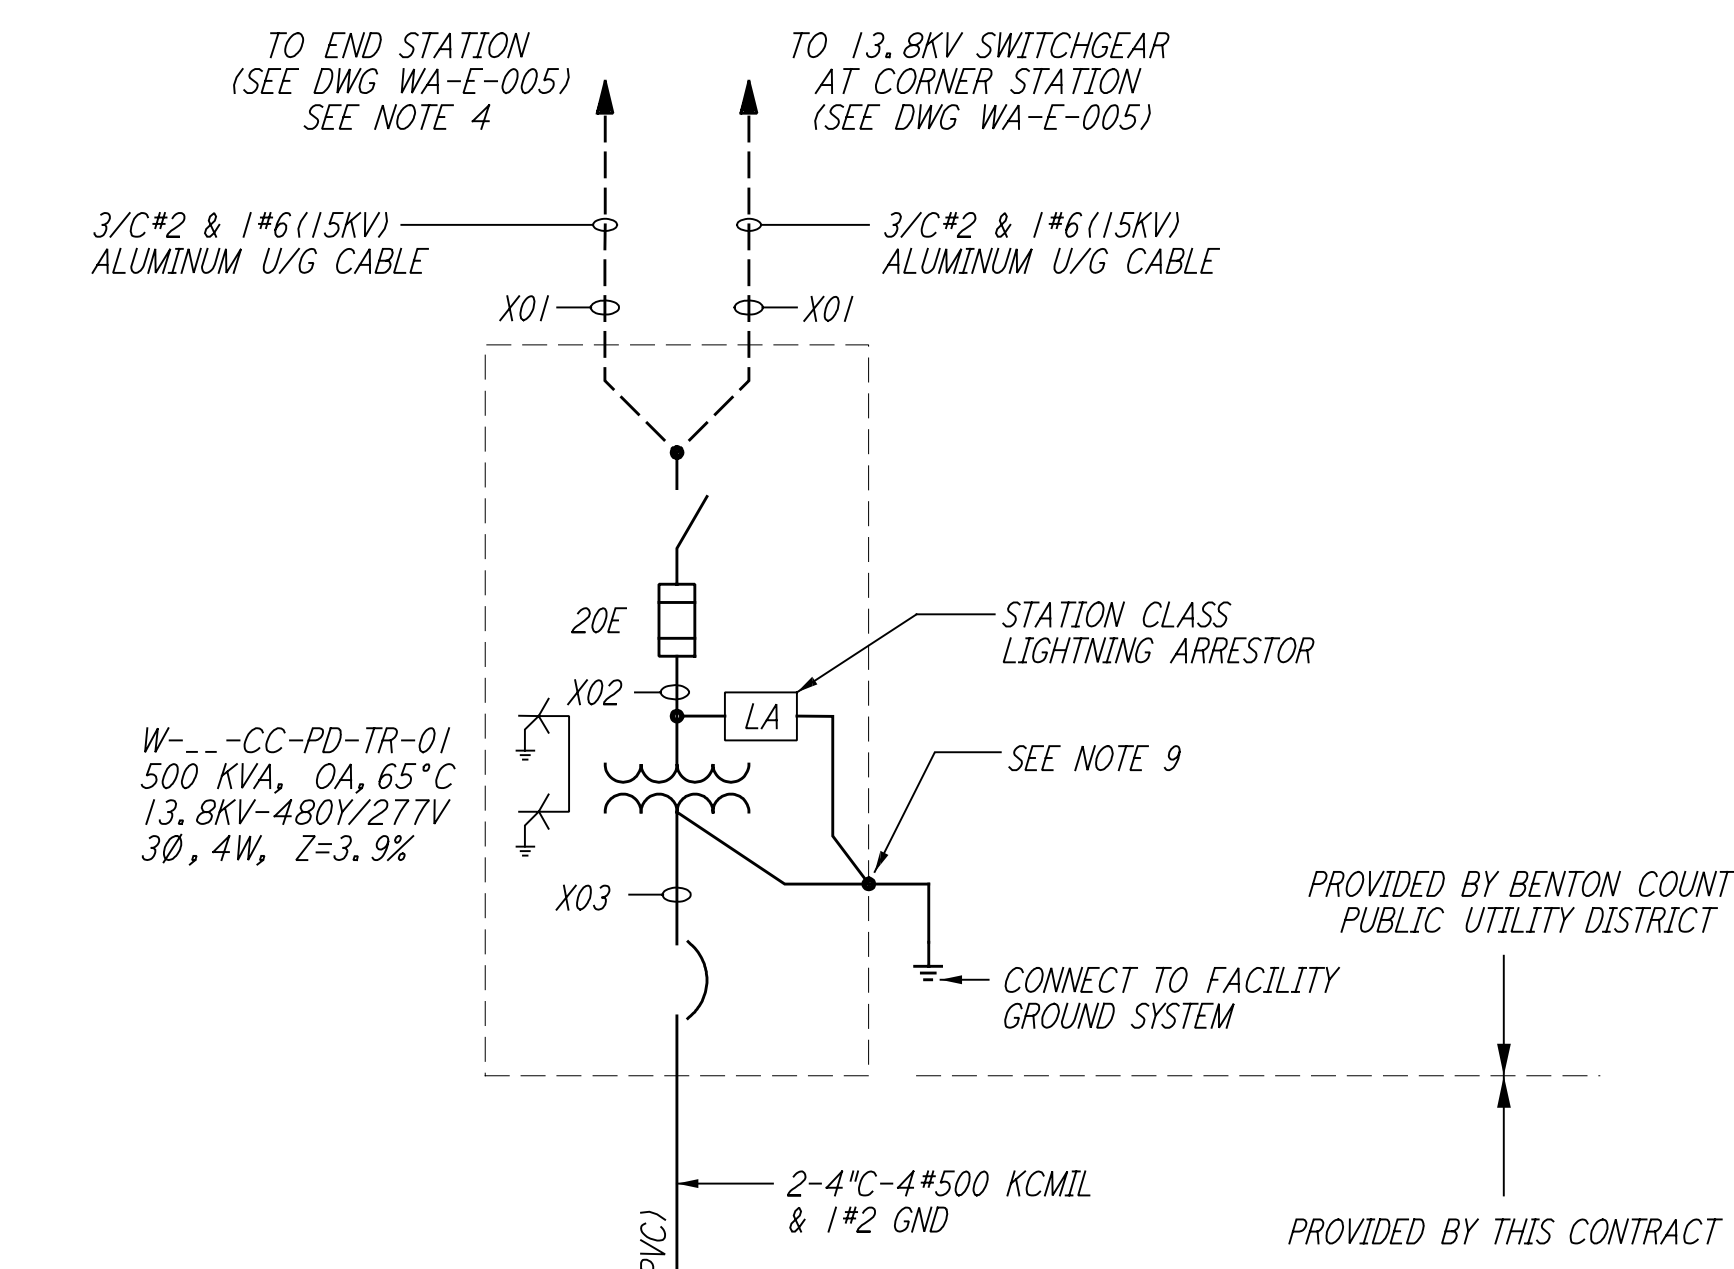 TO END STATION
(SEE DWG WA-E-005)
SEE NOTE 4
TO 13.8KV SWITCHGEAR
AT CORNER STATION
(SEE DWG WA-E-005)
3/C#2 & 1#6(15KV)
ALUMINUM U/G CABLE
3/C#2 & 1#6(15KV)
ALUMINUM U/G CABLE
X01
X01
20E
STATION CLASS
LIGHTNING ARRESTOR
X02
LA
W-__-CC-PD-TR-01
500 KVA, OA,65°C
13.8KV-480Y/277V
3Ø,4W, Z=3.9%
SEE NOTE 9
X03
PROVIDED BY BENTON COUNT
PUBLIC UTILITY DISTRICT
CONNECT TO FACILITY
GROUND SYSTEM
2-4"C-4#500 KCMIL
& 1#2 GND
PVC)
PROVIDED BY THIS CONTRACT